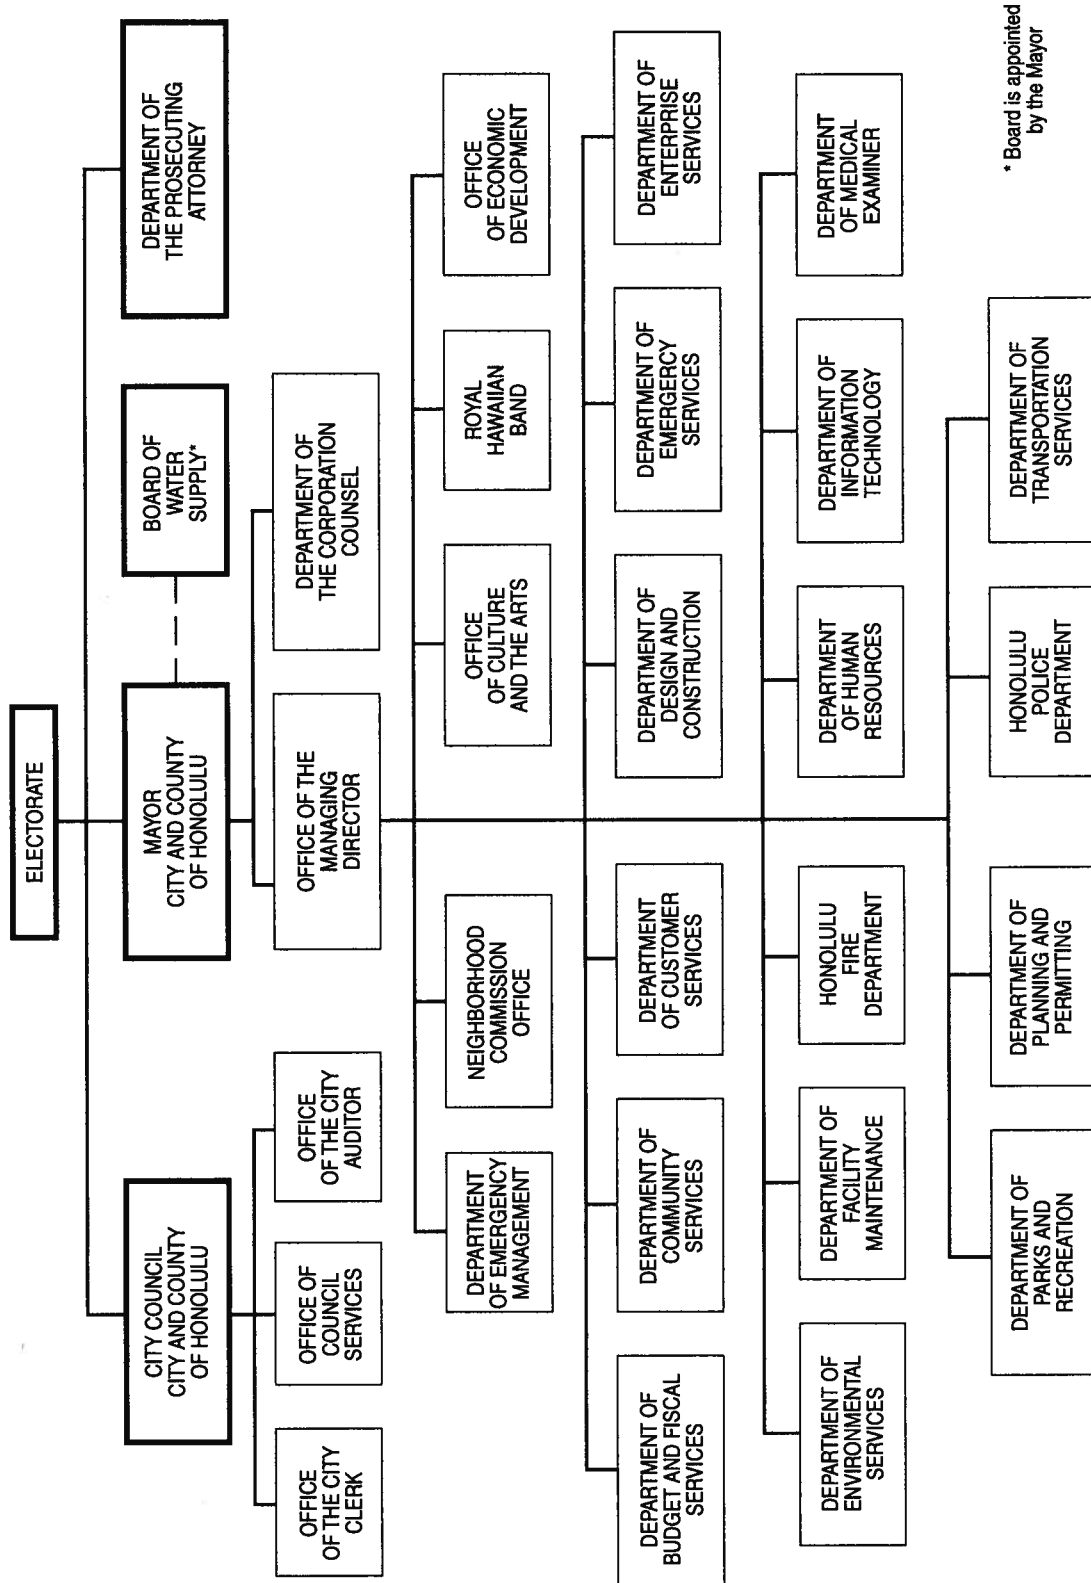 ELECTORATE
CITY COUNCIL
CITY AND COUNTY
OF HONOLULU
MAYOR
CITY AND COUNTY
OF HONOLULU
BOARD OF
WATER
SUPPLY*
DEPARTMENT OF
THE PROSECUTING
ATTORNEY
OFFICE
OF THE CITY
CLERK
OFFICE OF
COUNCIL
SERVICES
OFFICE
OF THE CITY
AUDITOR
OFFICE OF THE
MANAGING
DIRECTOR
DEPARTMENT OF
THE CORPORATION
COUNSEL
DEPARTMENT
OF EMERGENCY
MANAGEMENT
NEIGHBORHOOD
COMMISSION
OFFICE
OFFICE
OF CULTURE
AND THE ARTS
ROYAL
HAWAIIAN
BAND
OFFICE
OF ECONOMIC
DEVELOPMENT
DEPARTMENT OF
BUDGET AND FISCAL
SERVICES
DEPARTMENT OF
COMMUNITY
SERVICES
DEPARTMENT
OF CUSTOMER
SERVICES
DEPARTMENT OF
DESIGN AND
CONSTRUCTION
DEPARTMENT OF
EMERGERCY
SERVICES
DEPARTMENT OF
ENTERPRISE
SERVICES
DEPARTMENT OF
ENVIRONMENTAL
SERVICES
DEPARTMENT OF
FACILITY
MAINTENANCE
HONOLULU
FIRE
DEPARTMENT
DEPARTMENT
OF HUMAN
RESOURCES
DEPARTMENT OF
INFORMATION
TECHNOLOGY
DEPARTMENT
OF MEDICAL
EXAMINER
DEPARTMENT OF
PARKS AND
RECREATION
DEPARTMENT OF
PLANNING AND
PERMITTING
HONOLULU
POLICE
DEPARTMENT
DEPARTMENT OF
TRANSPORTATION
SERVICES
* Board is appointed
by the Mayor